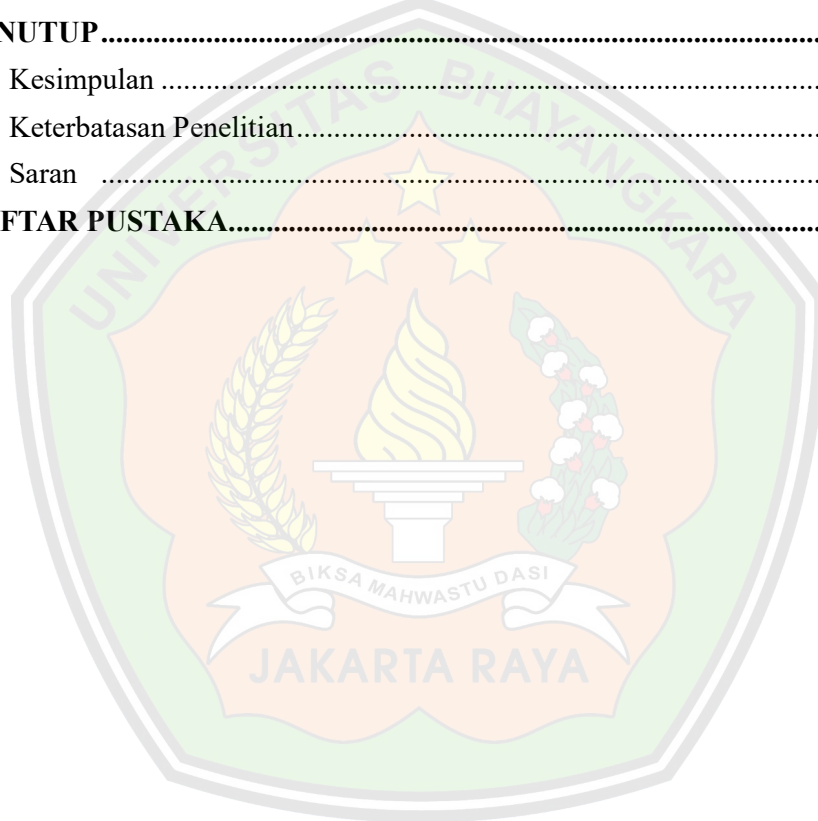 NUTUP....................................................................................................
Kesimpulan ............................................................................................
Keterbatasan Penelitian..........................................................................
Saran ....................................................................................................
FTAR PUSTAKA....................................................................................
UNIVERSITAS BHAYANGKARA
BIKSA MAHWASTU DASI
JAKARTA RAYA